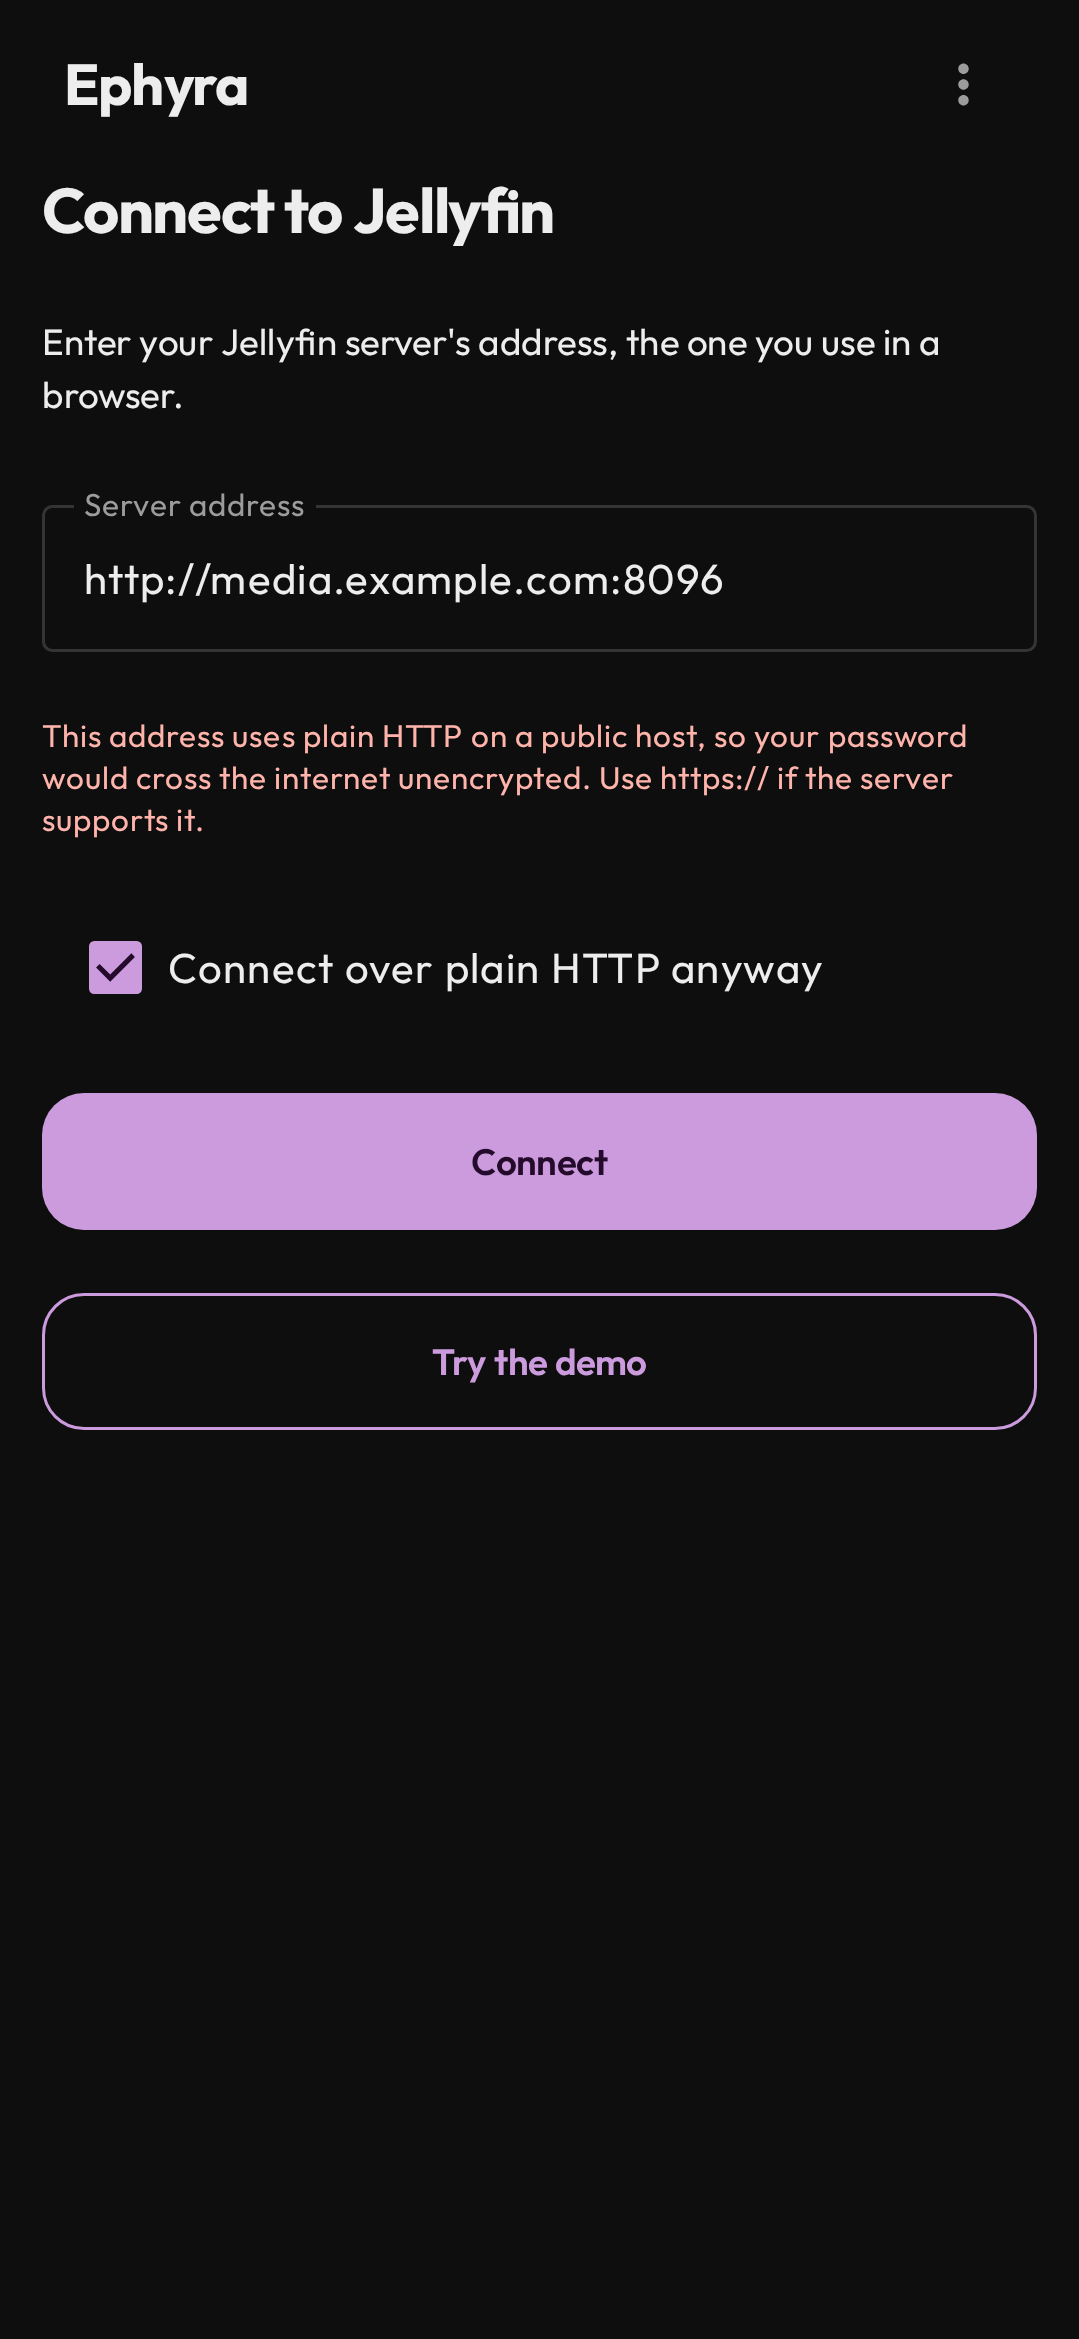 Ephyra
Connect to Jellyfin
Enter your Jellyfin server's address, the one you use in a
browser.
Server address
http://media.example.com:8096
This address uses plain HTTP on a public host, so your password
would cross the internet unencrypted. Use https:// if the server
supports it.
Connect over plain HTTP anyway
Connect
Try the demo